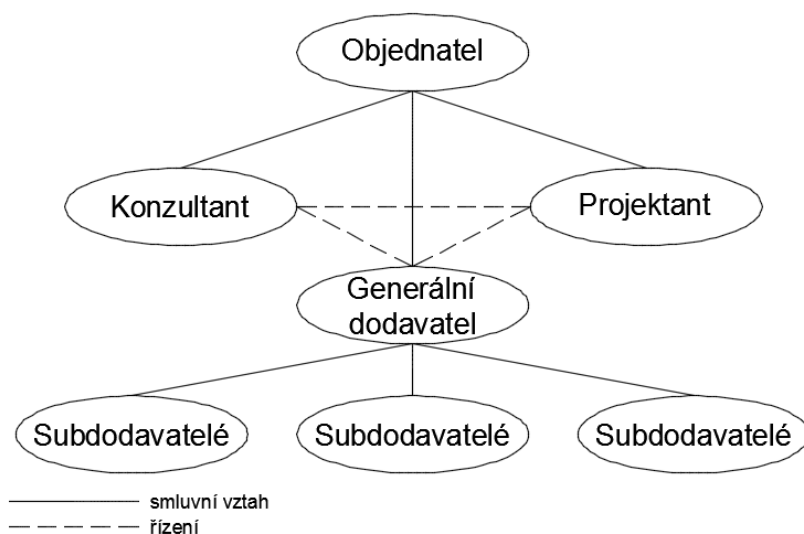 Objednatel
Konzultant
Projektant
Generální
dodavatel
Subdodavatelé
Subdodavatelé
Subdodavatelé
smluvní vztah
řízení